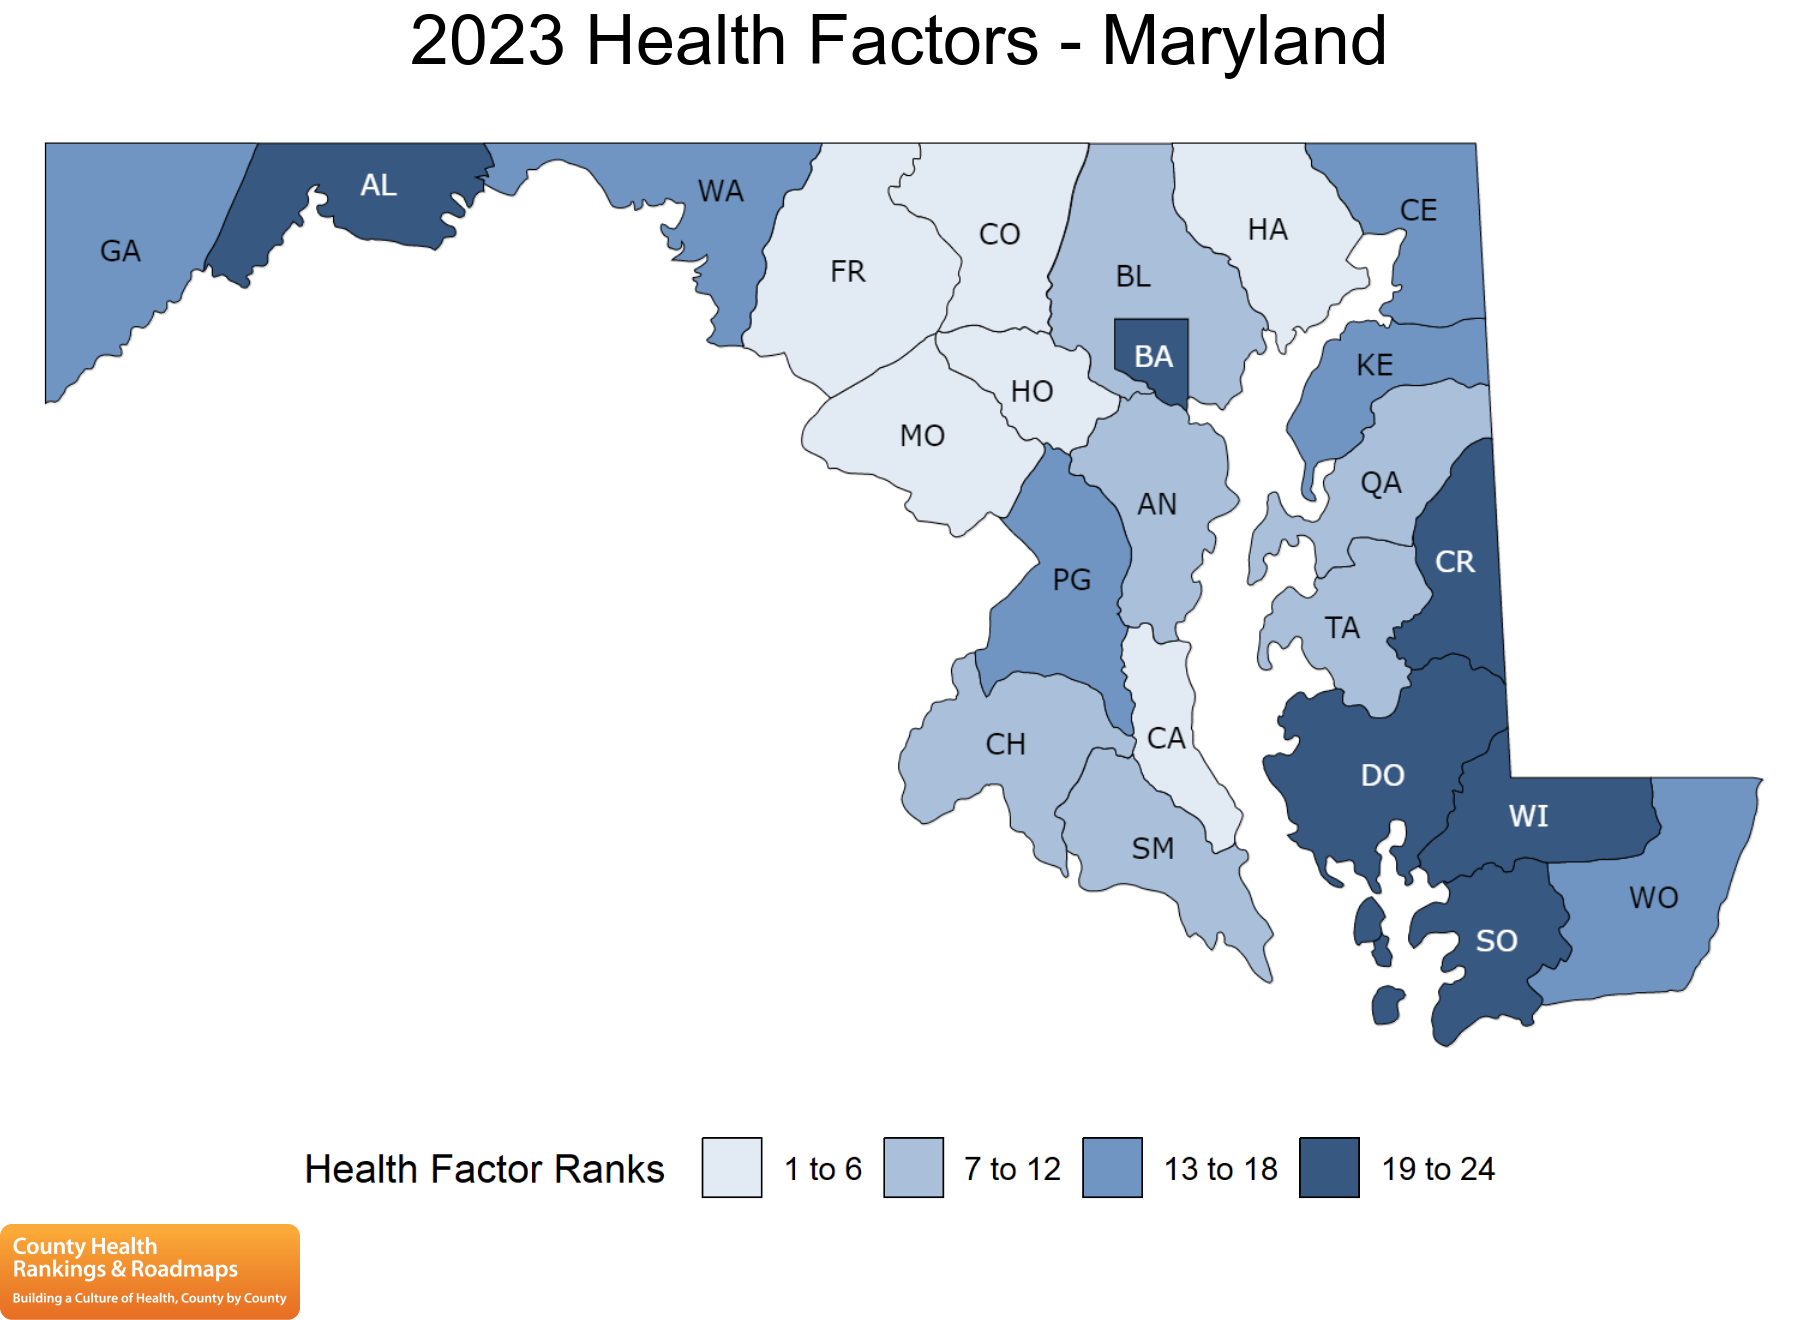 2023 Health Factors - Maryland
AL
WA
CE
HA
CO
GA
FR
BL
BA
KE
HO
MO
QA
AN
CR
PG
TA
CA
CH
DO
WI
SM
WO
SO
Health Factor Ranks 1 to 6 7 to 12 13 to 18 19 to 24
County Health
Rankings & Roadmaps
Building a Culture of Health, County by County